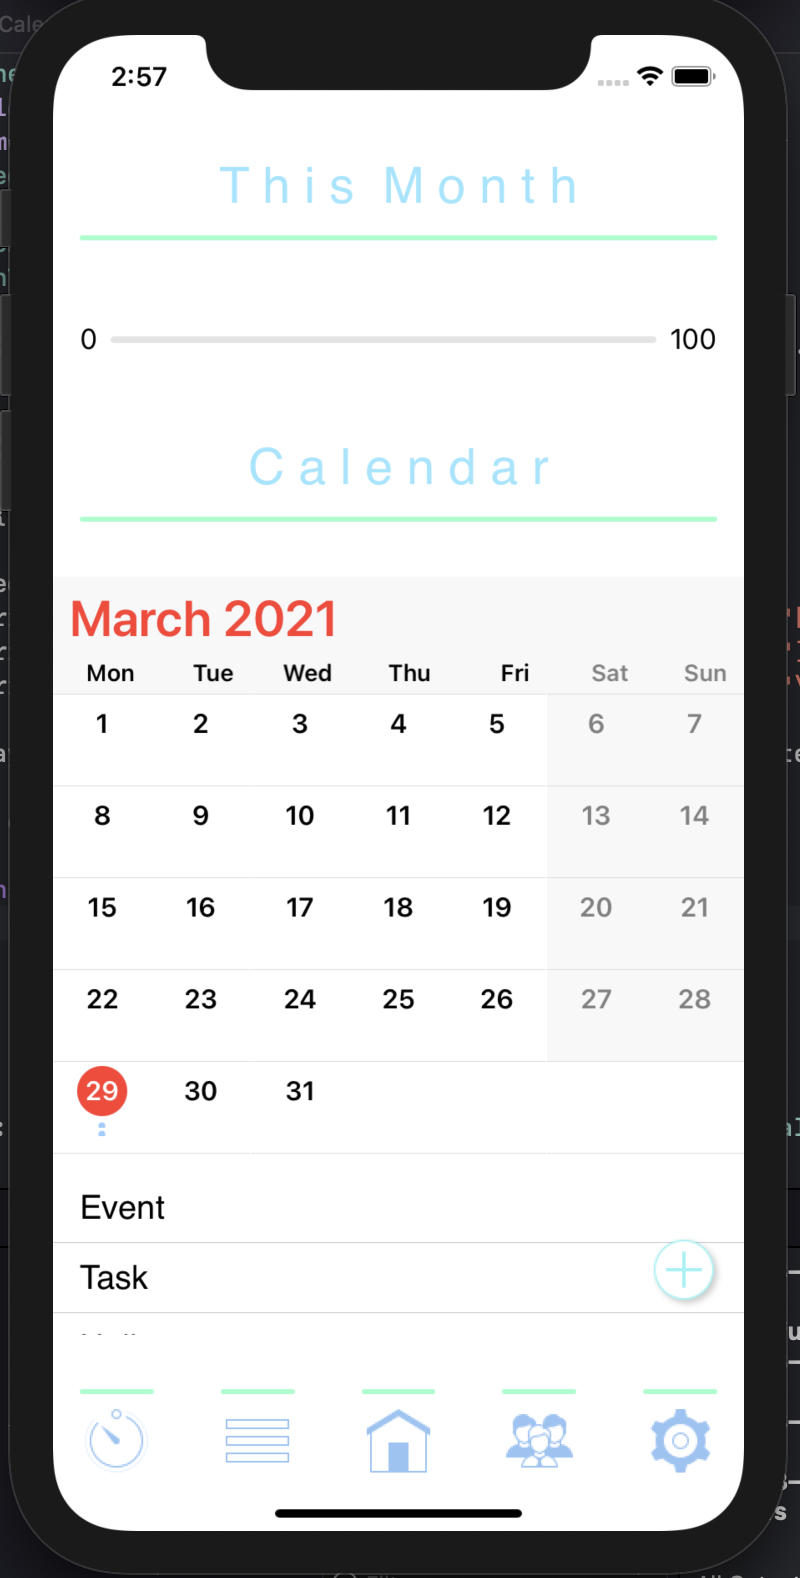 2:57
This Month
0 100
Calendar
March 2021
Mon Tue Wed Thu Fri Sat Sun
1 2 3 4 5 6 7
8 9 10 11 12 13 14
15 16 17 18 19 20 21
22 23 24 25 26 27 28
29 30 31
Event
Task